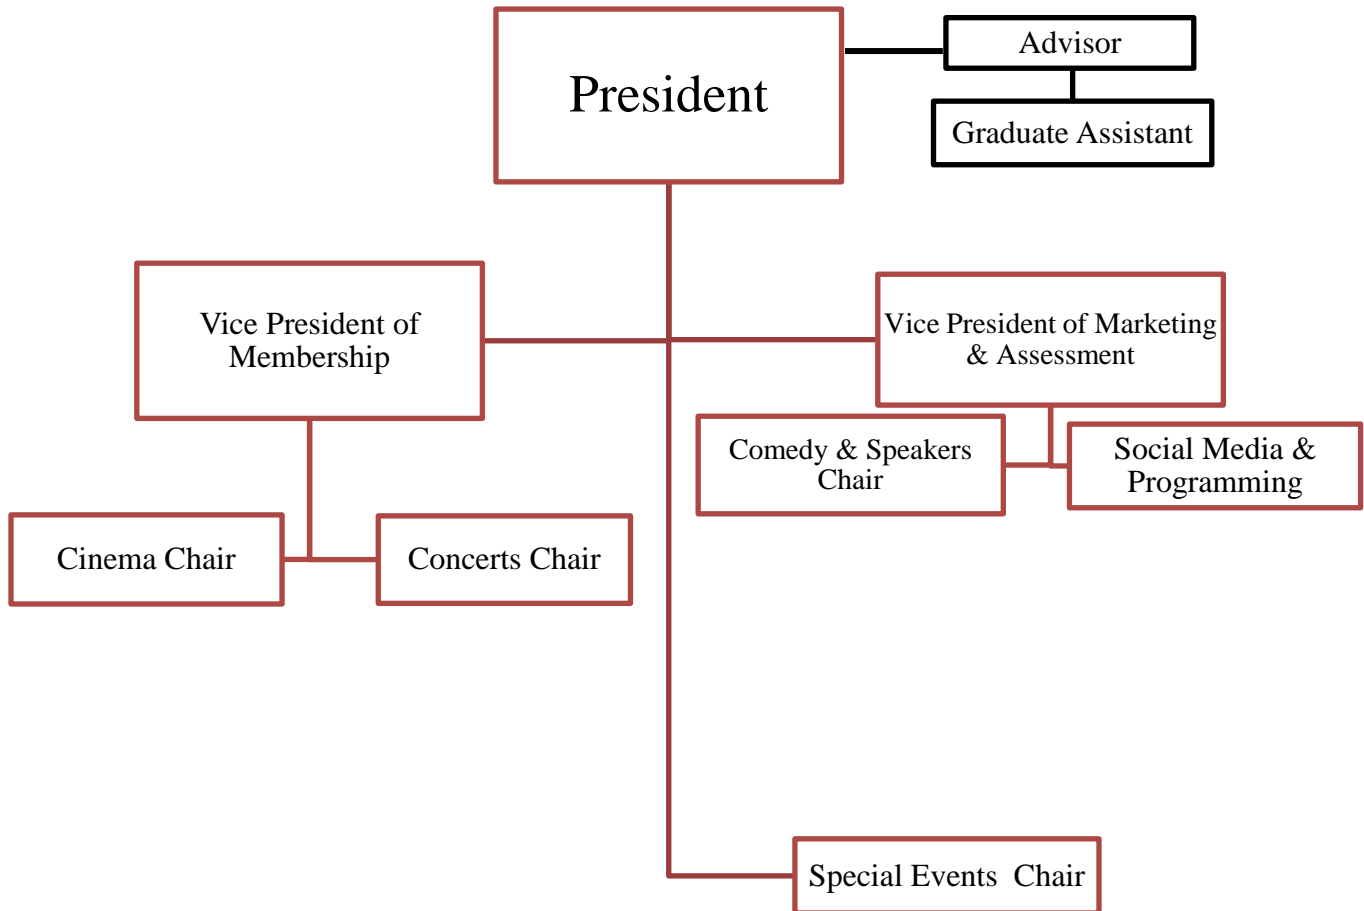 President
Advisor
Graduate Assistant
Vice President of
Membership
Vice President of Marketing
& Assessment
Comedy & Speakers
Chair
Social Media &
Programming
Cinema Chair
Concerts Chair
Special Events  Chair